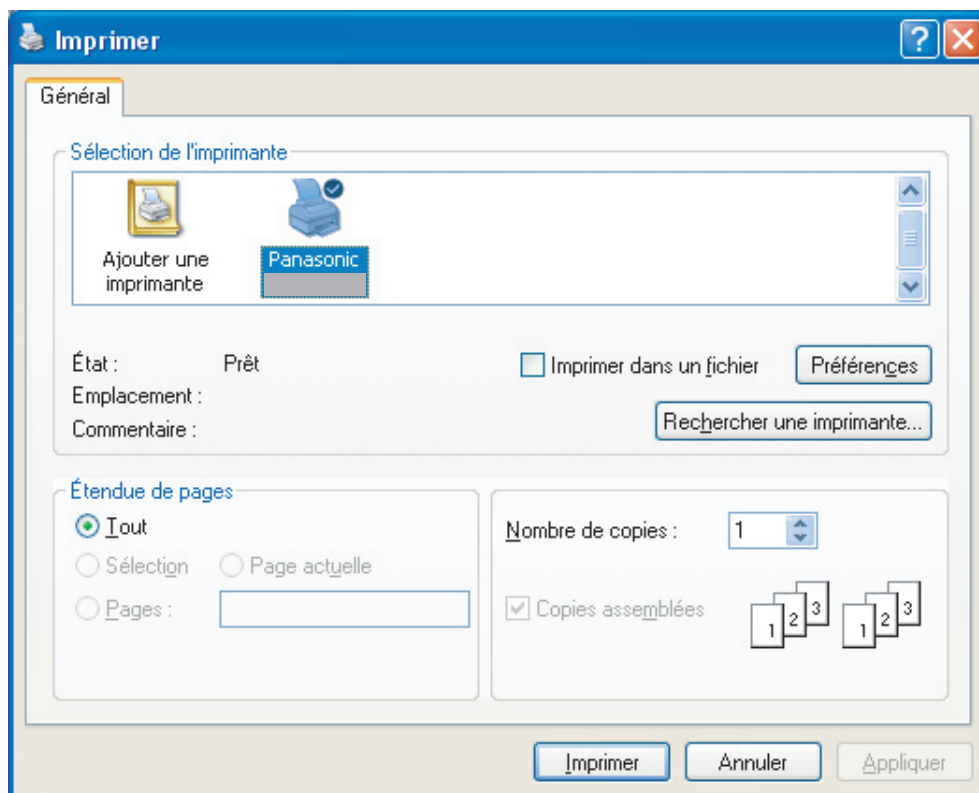 Imprimer
Général
Sélection de l'imprimante
Ajouter une
imprimante
Panasonic
État : Prêt
Emplacement :
Commentaire :
Imprimer dans un fichier
Préférences
Rechercher une imprimante...
Étendue de pages
Tout
Sélection Page actuelle
Pages :
Nombre de copies : 1
Copies assemblées
1 2 3 1 2 3
Imprimer Annuler Appliquer